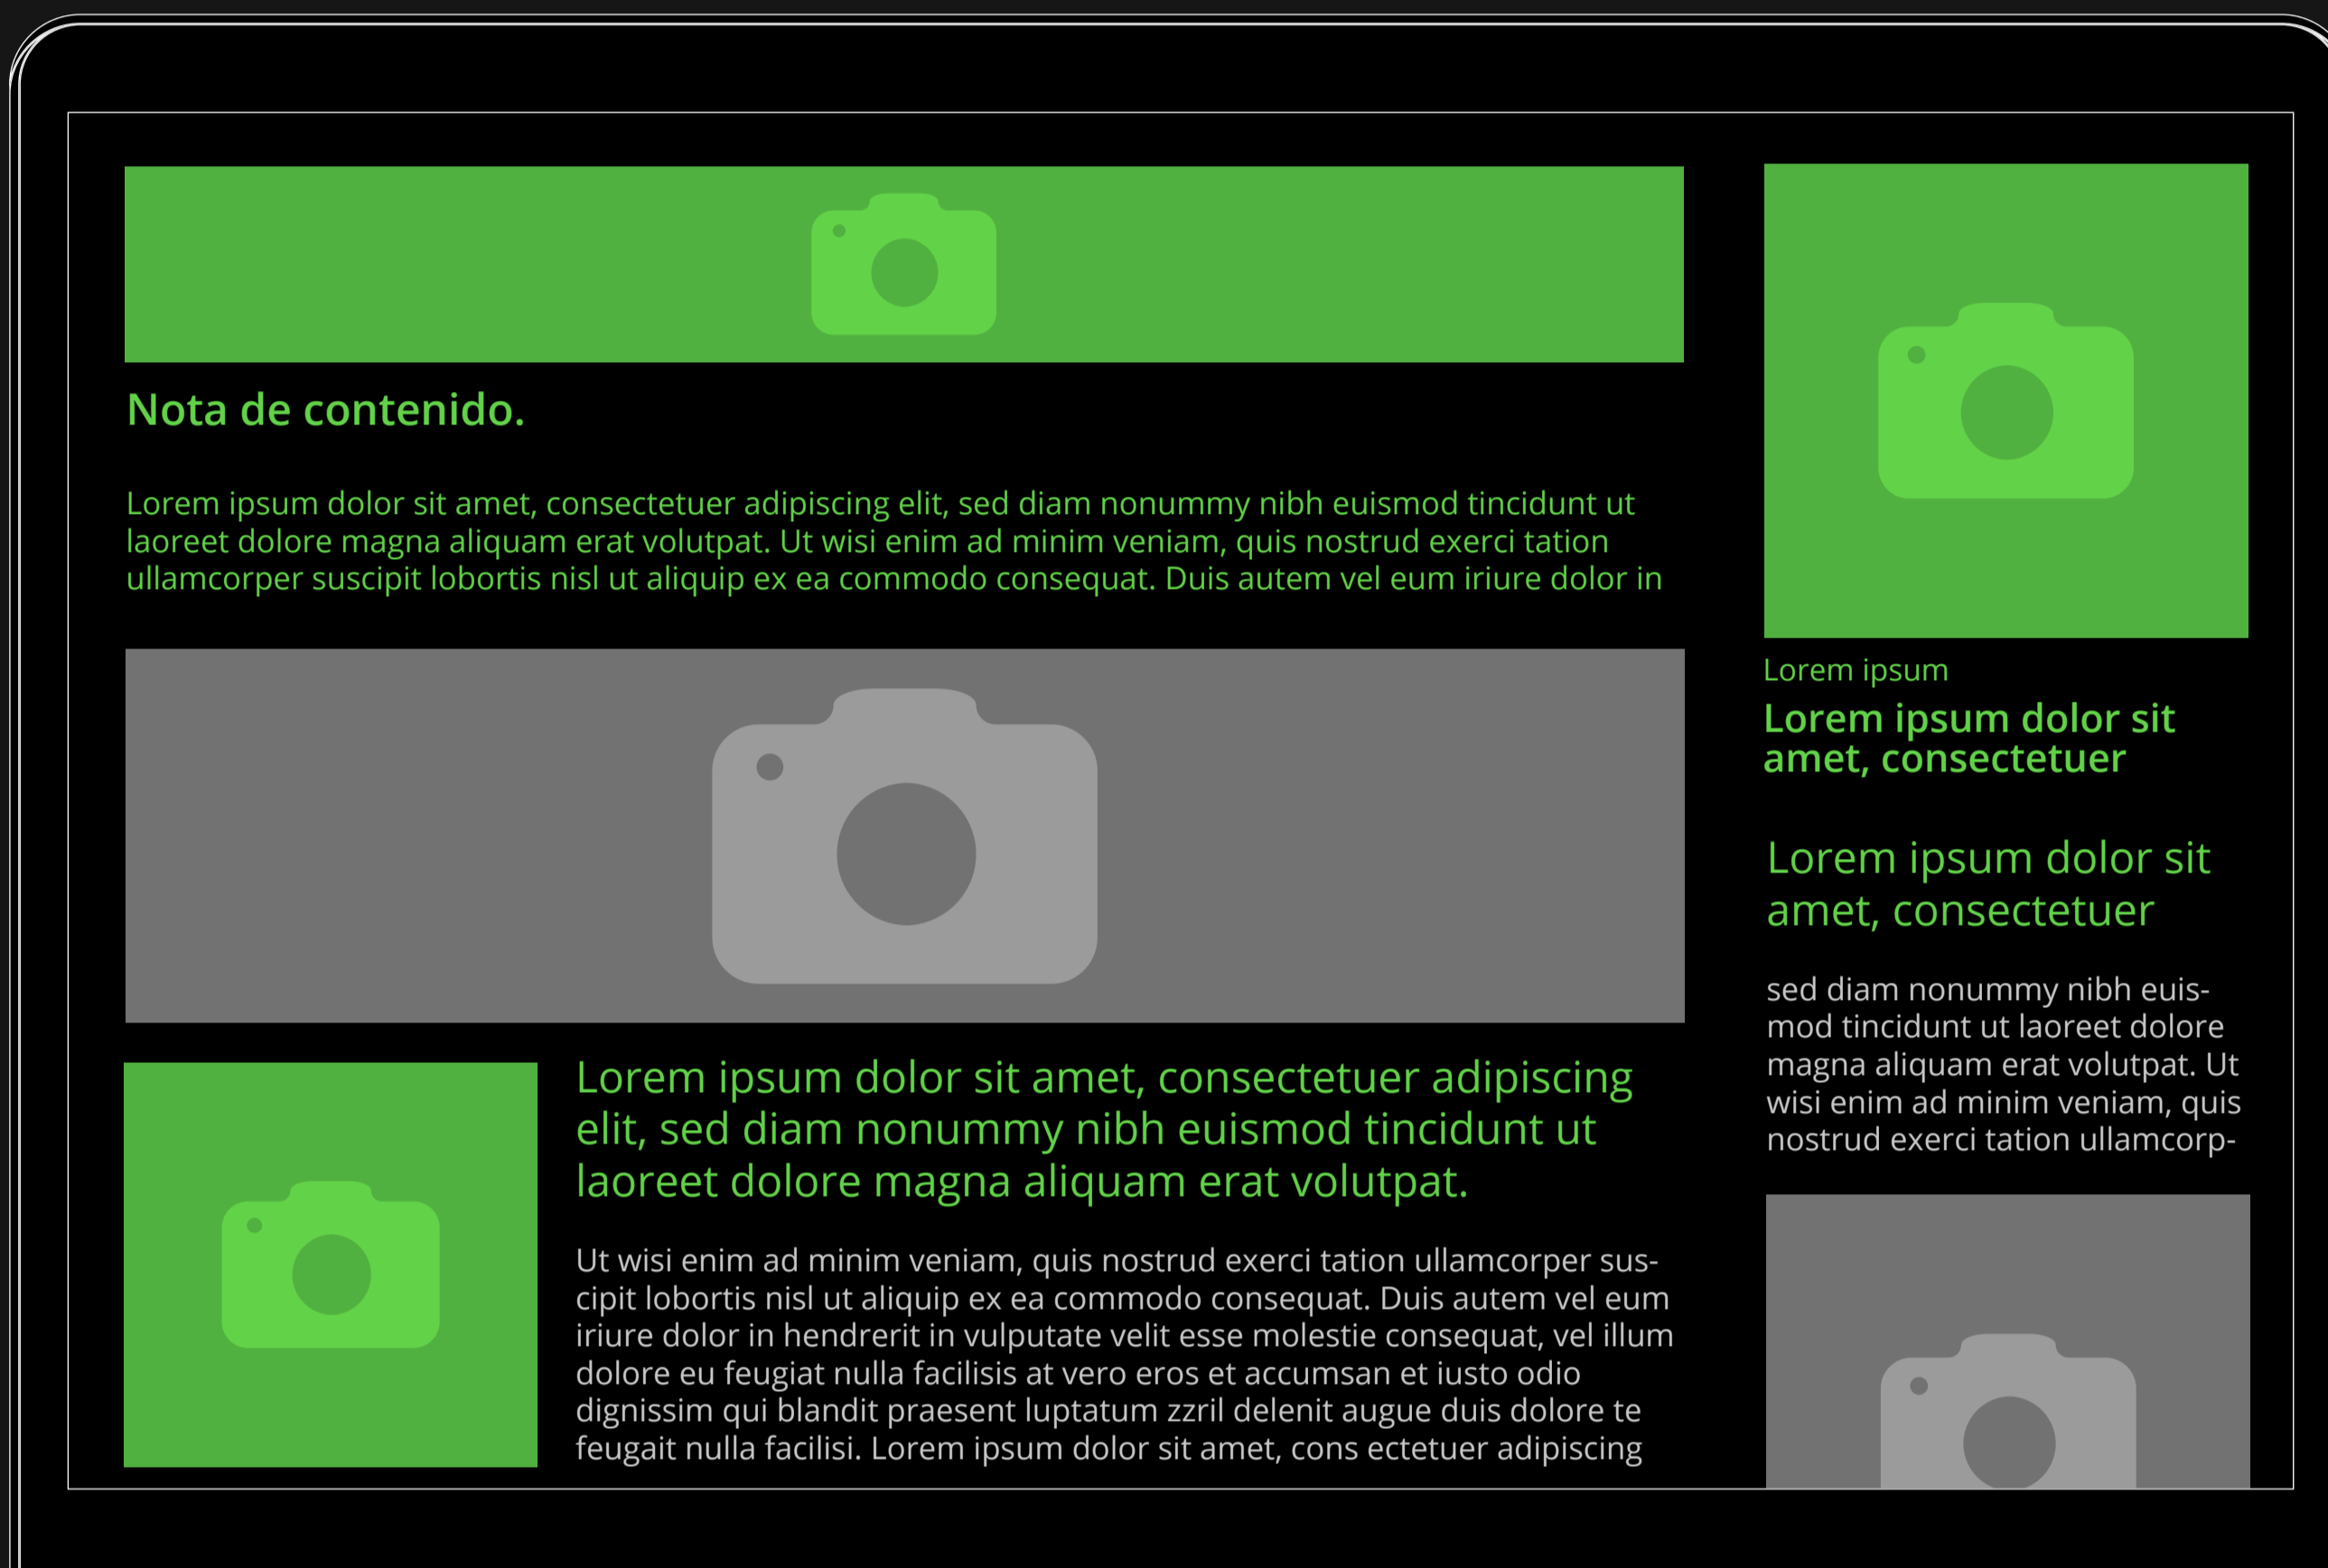 Nota de contenido.
Lorem ipsum dolor sit amet, consectetuer adipiscing elit, sed diam nonummy nibh euismod tincidunt ut
laoreet dolore magna aliquam erat volutpat. Ut wisi enim ad minim veniam, quis nostrud exerci tation
ullamcorper suscipit lobortis nisl ut aliquip ex ea commodo consequat. Duis autem vel eum iriure dolor in
Lorem ipsum dolor sit amet, consectetuer adipiscing
elit, sed diam nonummy nibh euismod tincidunt ut
laoreet dolore magna aliquam erat volutpat.
Ut wisi enim ad minim veniam, quis nostrud exerci tation ullamcorper sus-
cipit lobortis nisl ut aliquip ex ea commodo consequat. Duis autem vel eum
iriure dolor in hendrerit in vulputate velit esse molestie consequat, vel illum
dolore eu feugiat nulla facilisis at vero eros et accumsan et iusto odio
dignissim qui blandit praesent luptatum zzril delenit augue duis dolore te
feugait nulla facilisi. Lorem ipsum dolor sit amet, cons ectetuer adipiscing
Lorem ipsum
Lorem ipsum dolor sit
amet, consectetuer
Lorem ipsum dolor sit
amet, consectetuer
sed diam nonummy nibh euis-
mod tincidunt ut laoreet dolore
magna aliquam erat volutpat. Ut
wisi enim ad minim veniam, quis
nostrud exerci tation ullamcorp-